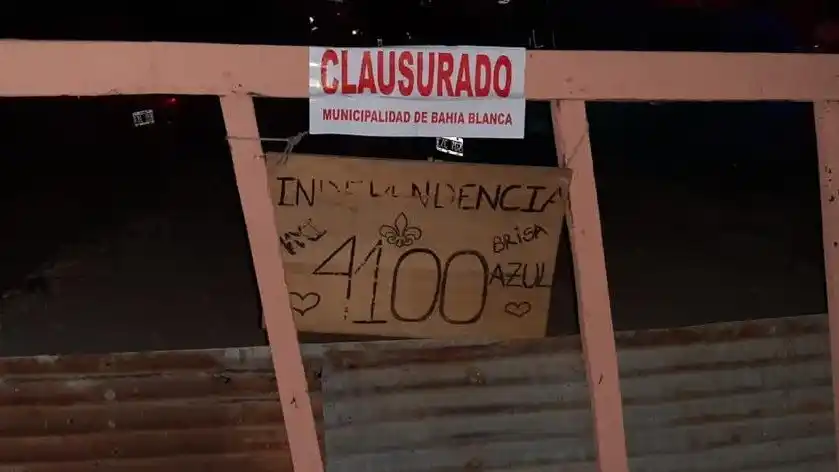 CLAUSURADO
MUNICIPALIDAD DE BAHIA BLANCA
INDEPENDENCIA
4100
BRISA
AZUL